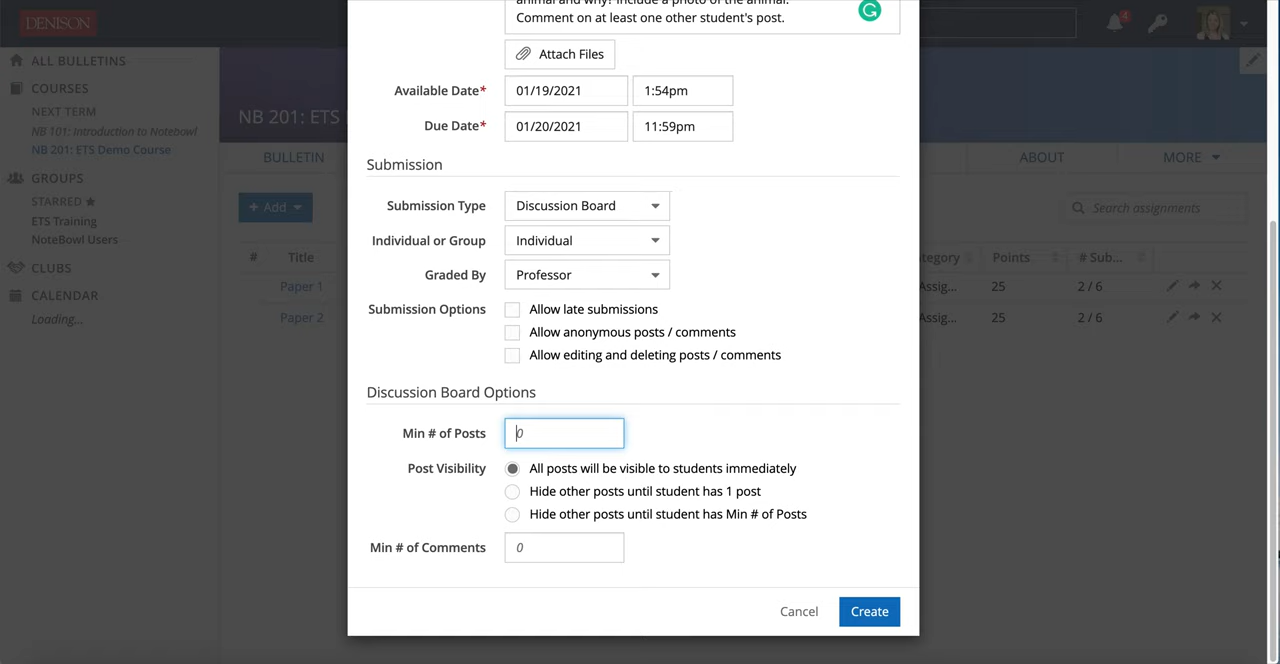 animal and why? Include a photo of the animal.
Comment on at least one other student's post.
DENISON
4
Attach Files
ALL BULLETINS
COURSES
NEXT TERM
NB 101: Introduction to Notebowl
NB 201: ETS Demo Course
GROUPS
STARRED ★
ETS Training
NoteBowl Users
CLUBS
CALENDAR
Loading...
NB 201: ETS
BULLETIN
ABOUT
MORE
+ Add
Search assignments
# Title
tegory Points # Sub...
Paper 1 Assig... 25 2 / 6
Paper 2 Assig... 25 2 / 6
Available Date* 01/19/2021 1:54pm
Due Date* 01/20/2021 11:59pm
Submission
Submission Type Discussion Board
Individual or Group Individual
Graded By Professor
Submission Options Allow late submissions
Allow anonymous posts / comments
Allow editing and deleting posts / comments
Discussion Board Options
Min # of Posts 0
Post Visibility All posts will be visible to students immediately
Hide other posts until student has 1 post
Hide other posts until student has Min # of Posts
Min # of Comments 0
Cancel Create